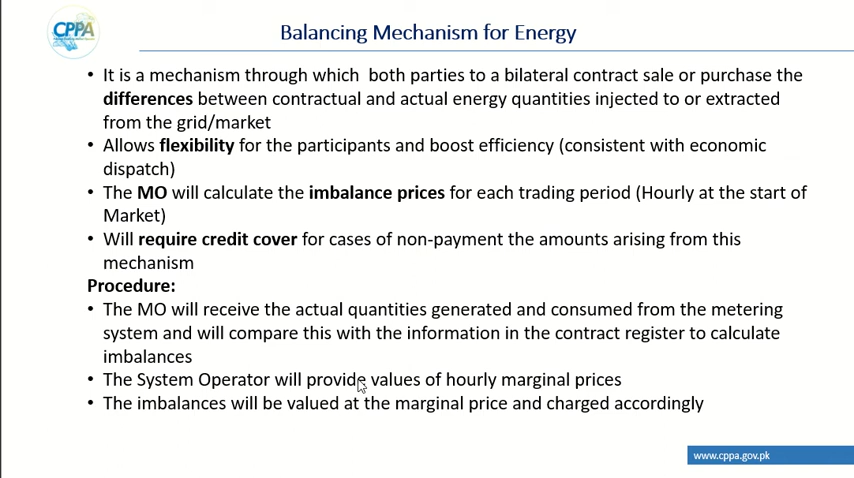 CPPA
Balancing Mechanism for Energy
• It is a mechanism through which both parties to a bilateral contract sale or purchase the
differences between contractual and actual energy quantities injected to or extracted
from the grid/market
• Allows flexibility for the participants and boost efficiency (consistent with economic
dispatch)
• The MO will calculate the imbalance prices for each trading period (Hourly at the start of
Market)
• Will require credit cover for cases of non-payment the amounts arising from this
mechanism
Procedure:
• The MO will receive the actual quantities generated and consumed from the metering
system and will compare this with the information in the contract register to calculate
imbalances
• The System Operator will provide values of hourly marginal prices
• The imbalances will be valued at the marginal price and charged accordingly
www.cppa.gov.pk